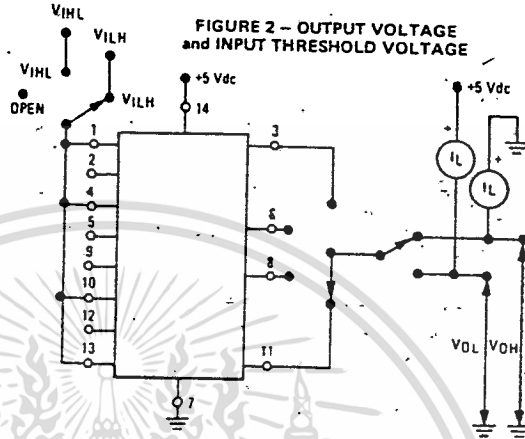 FIGURE 2 – OUTPUT VOLTAGE
and INPUT THRESHOLD VOLTAGE
VIHL
VILH
VIHL
OPEN
VILH
+5 Vdc
14
+5 Vdc
1
2
4
5
9
10
12
13
3
6
8
11
7
+
IL
+
IL
VOL
VOH